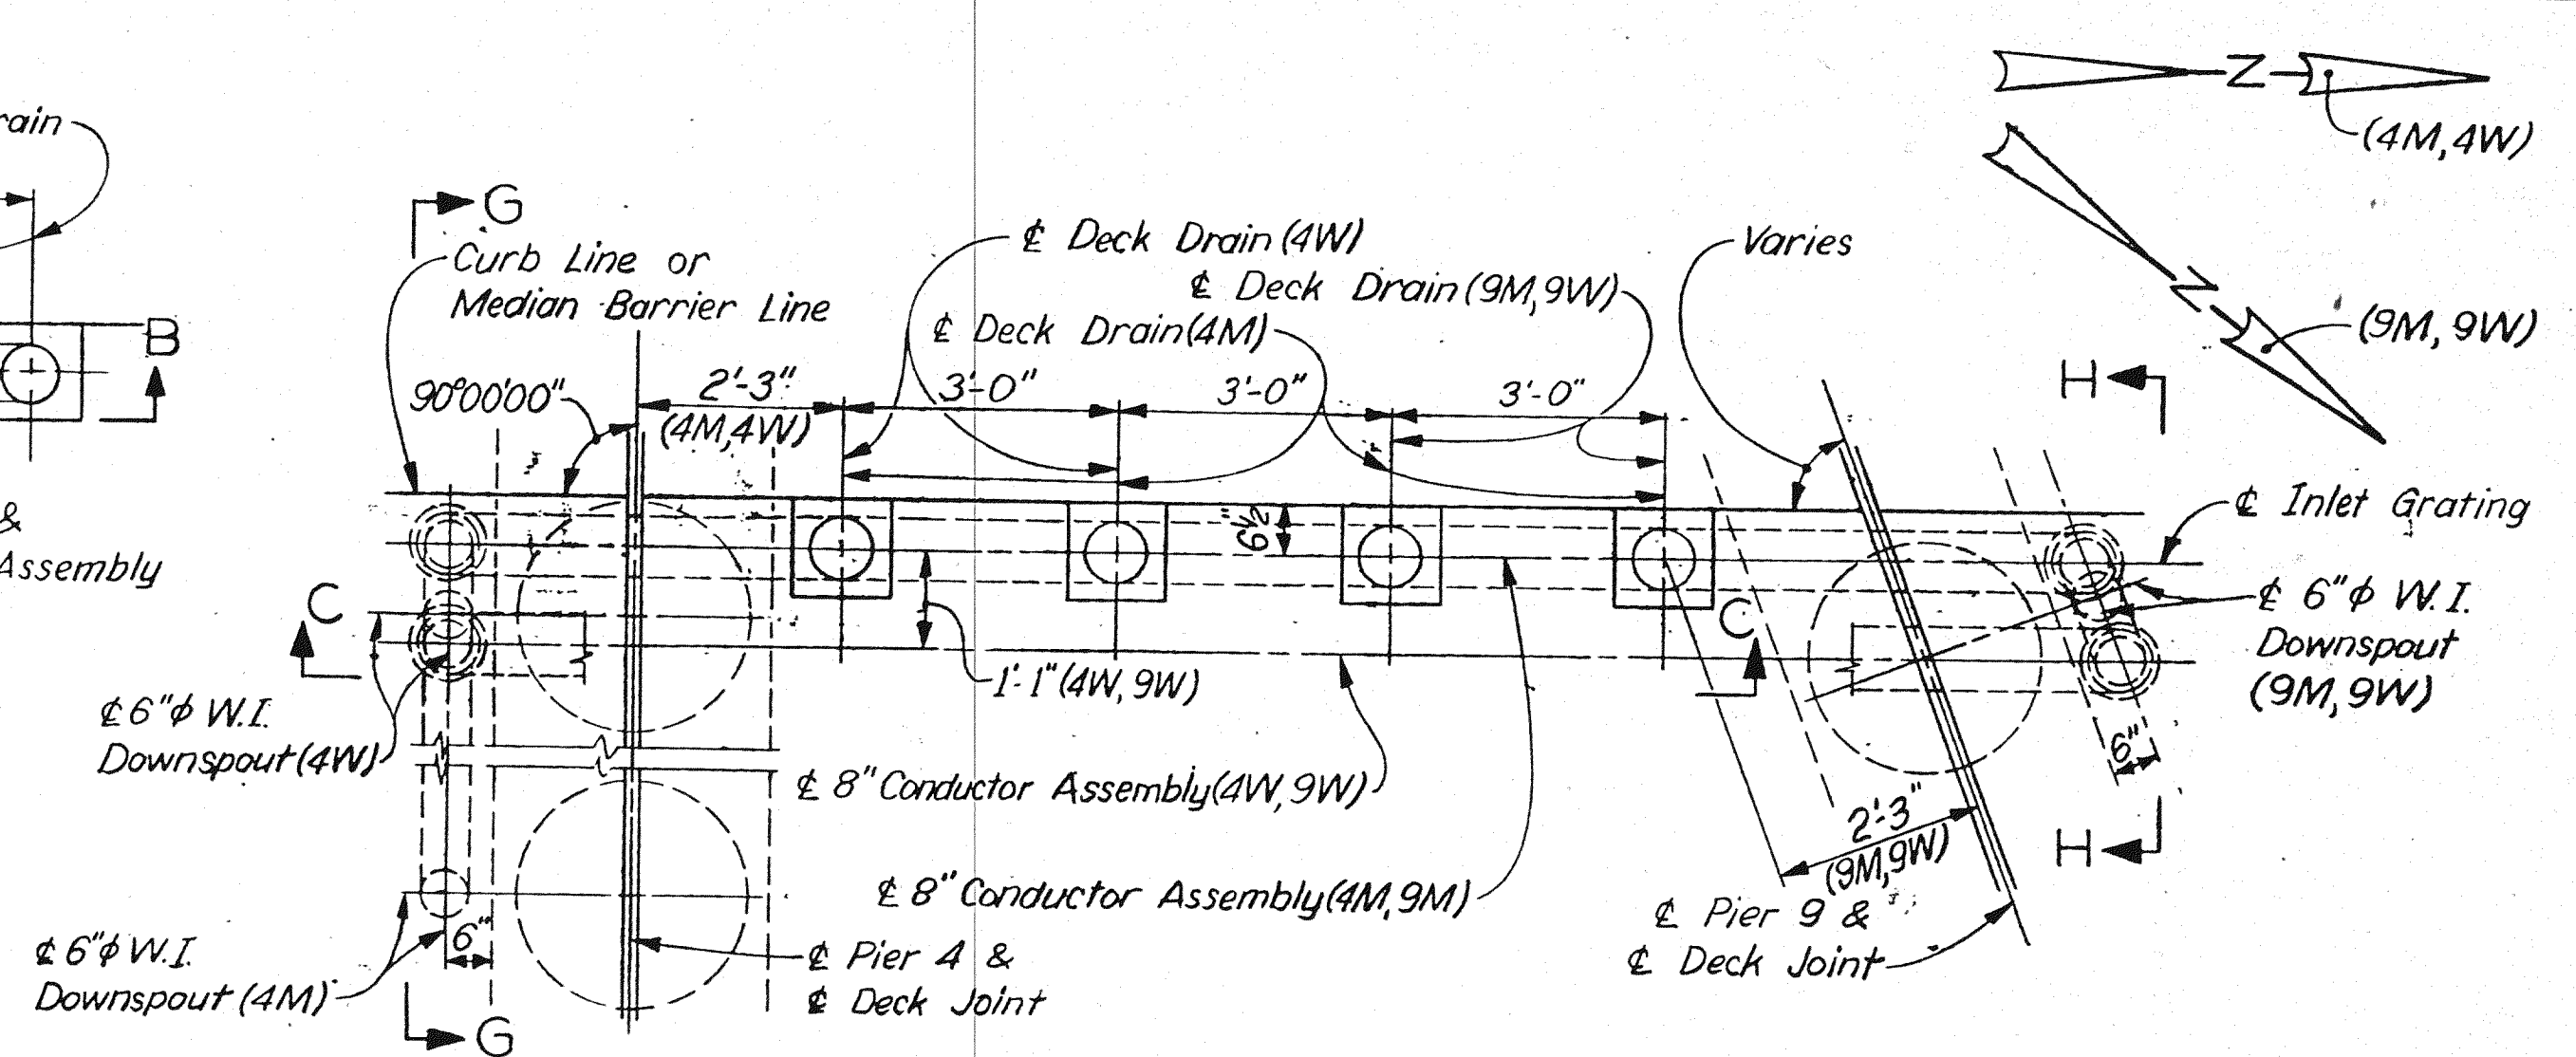 rain
B
&
Assembly
G
Curb Line or
Median Barrier Line
90°00'00"
2'-3"
(4M,4W)
3'-0"
3'-0"
3'-0"
℄ Deck Drain (4W)
℄ Deck Drain (9M,9W)
℄ Deck Drain (4M)
Varies
N
(4M,4W)
N
(9M, 9W)
H
℄ Inlet Grating
6½"
C
C
1'-1" (4W, 9W)
℄ 6"ϕ W.I.
Downspout
(9M,9W)
℄ 6"ϕ W.I.
Downspout (4W)
6"
℄ 8" Conductor Assembly (4W, 9W)
2'-3"
(9M,9W)
H
℄ 8" Conductor Assembly (4M, 9M)
℄ 6"ϕ W.I.
Downspout (4M)
6"
℄ Pier 4 &
℄ Deck Joint
℄ Pier 9 &
℄ Deck Joint
G